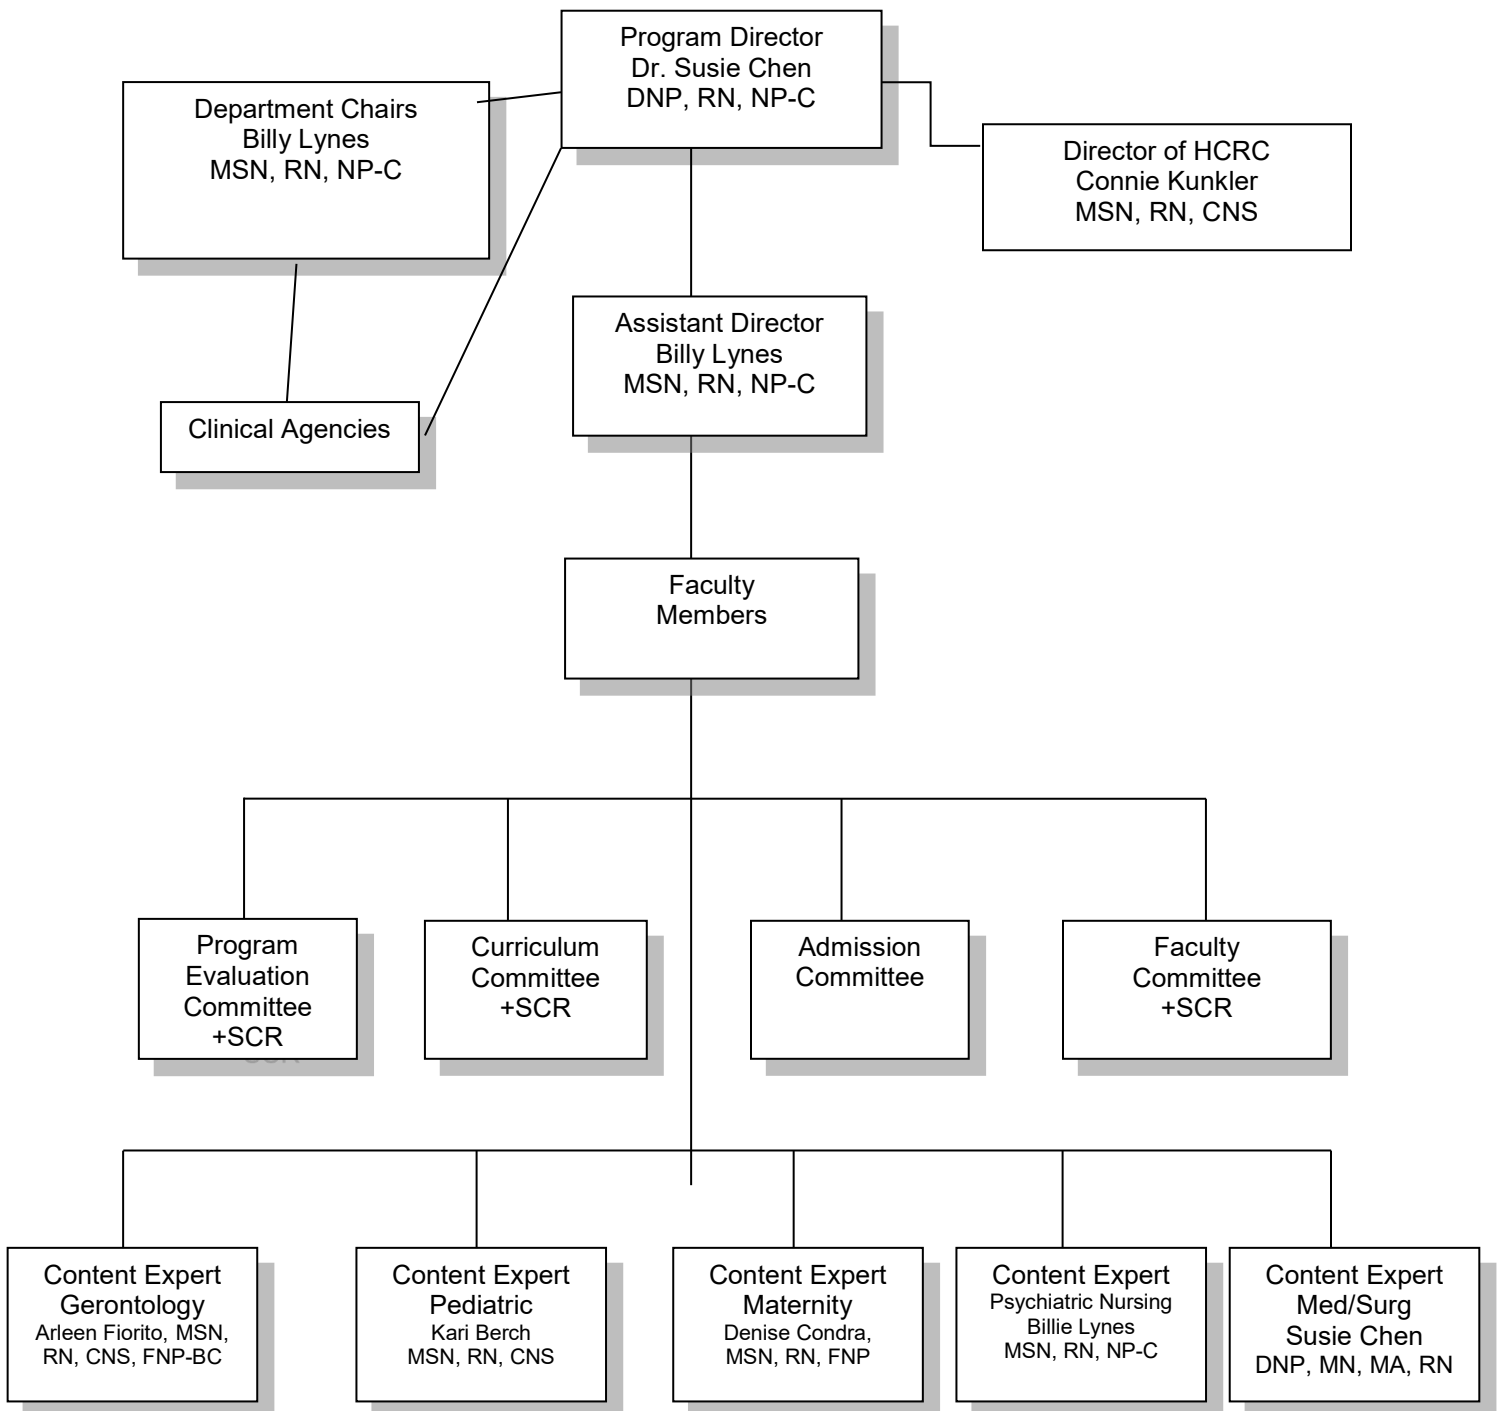 Program Director
Dr. Susie Chen
DNP, RN, NP-C
Department Chairs
Billy Lynes
MSN, RN, NP-C
Director of HCRC
Connie Kunkler
MSN, RN, CNS
Assistant Director
Billy Lynes
MSN, RN, NP-C
Clinical Agencies
Faculty
Members
Program
Evaluation
Committee
+SCR
Curriculum
Committee
+SCR
Admission
Committee
Faculty
Committee
+SCR
Content Expert
Gerontology
Arleen Fiorito, MSN,
RN, CNS, FNP-BC
Content Expert
Pediatric
Kari Berch
MSN, RN, CNS
Content Expert
Maternity
Denise Condra,
MSN, RN, FNP
Content Expert
Psychiatric Nursing
Billie Lynes
MSN, RN, NP-C
Content Expert
Med/Surg
Susie Chen
DNP, MN, MA, RN